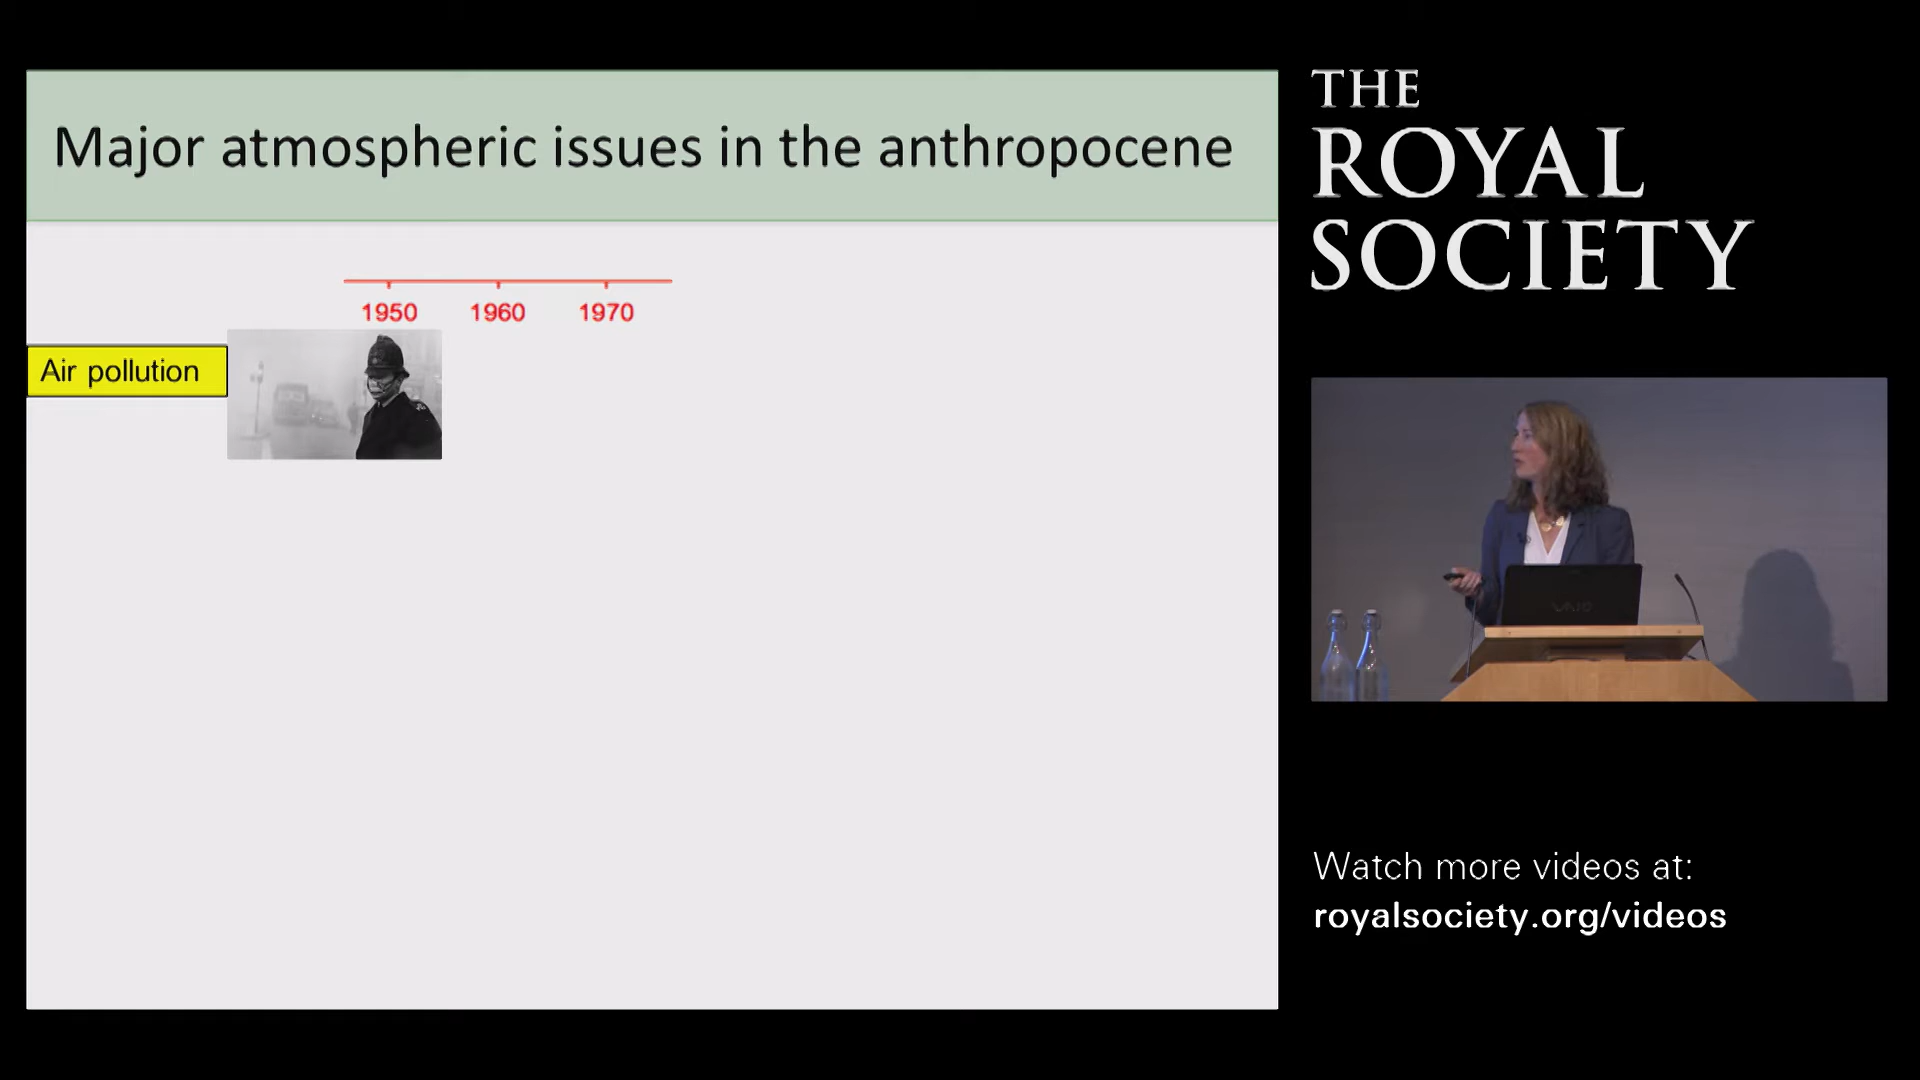 Major atmospheric issues in the anthropocene
1950 1960 1970
Air pollution
THE
ROYAL
SOCIETY
VAIO
Watch more videos at:
royalsociety.org/videos